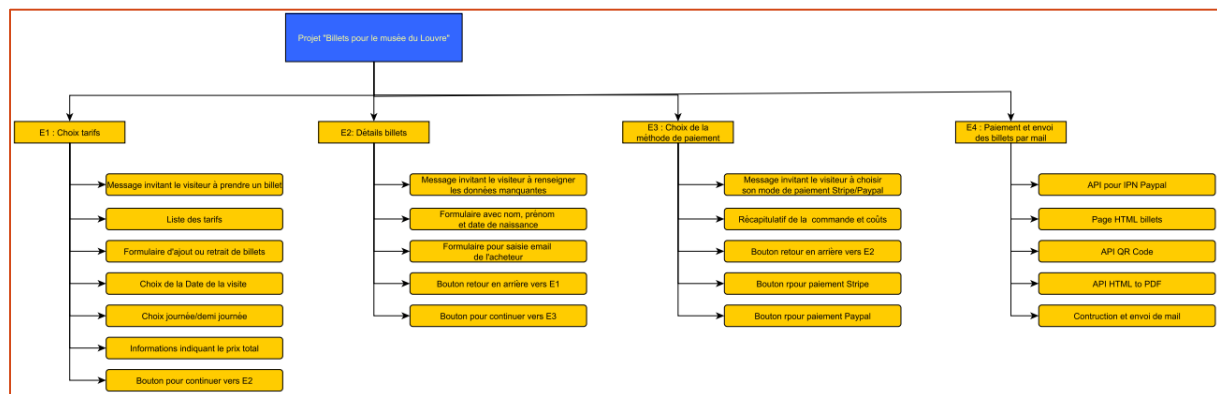 Projet "Billets pour le musée du Louvre"
E1 : Choix tarifs
Message invitant le visiteur à prendre un billet
Liste des tarifs
Formulaire d'ajout ou retrait de billets
Choix de la Date de la visite
Choix journée/demi journée
Informations indiquant le prix total
Bouton pour continuer vers E2
E2: Détails billets
Message invitant le visiteur à renseigner
les données manquantes
Formulaire avec nom, prénom
et date de naissance
Formulaire pour saisie email
de l'acheteur
Bouton retour en arrière vers E1
Bouton pour continuer vers E3
E3 : Choix de la
méthode de paiement
Message invitant le visiteur à choisir
son mode de paiement Stripe/Paypal
Récapitulatif de la commande et coûts
Bouton retour en arrière vers E2
Bouton rpour paiement Stripe
Bouton rpour paiement Paypal
E4 : Paiement et envoi
des billets par mail
API pour IPN Paypal
Page HTML billets
API QR Code
API HTML to PDF
Contruction et envoi de mail